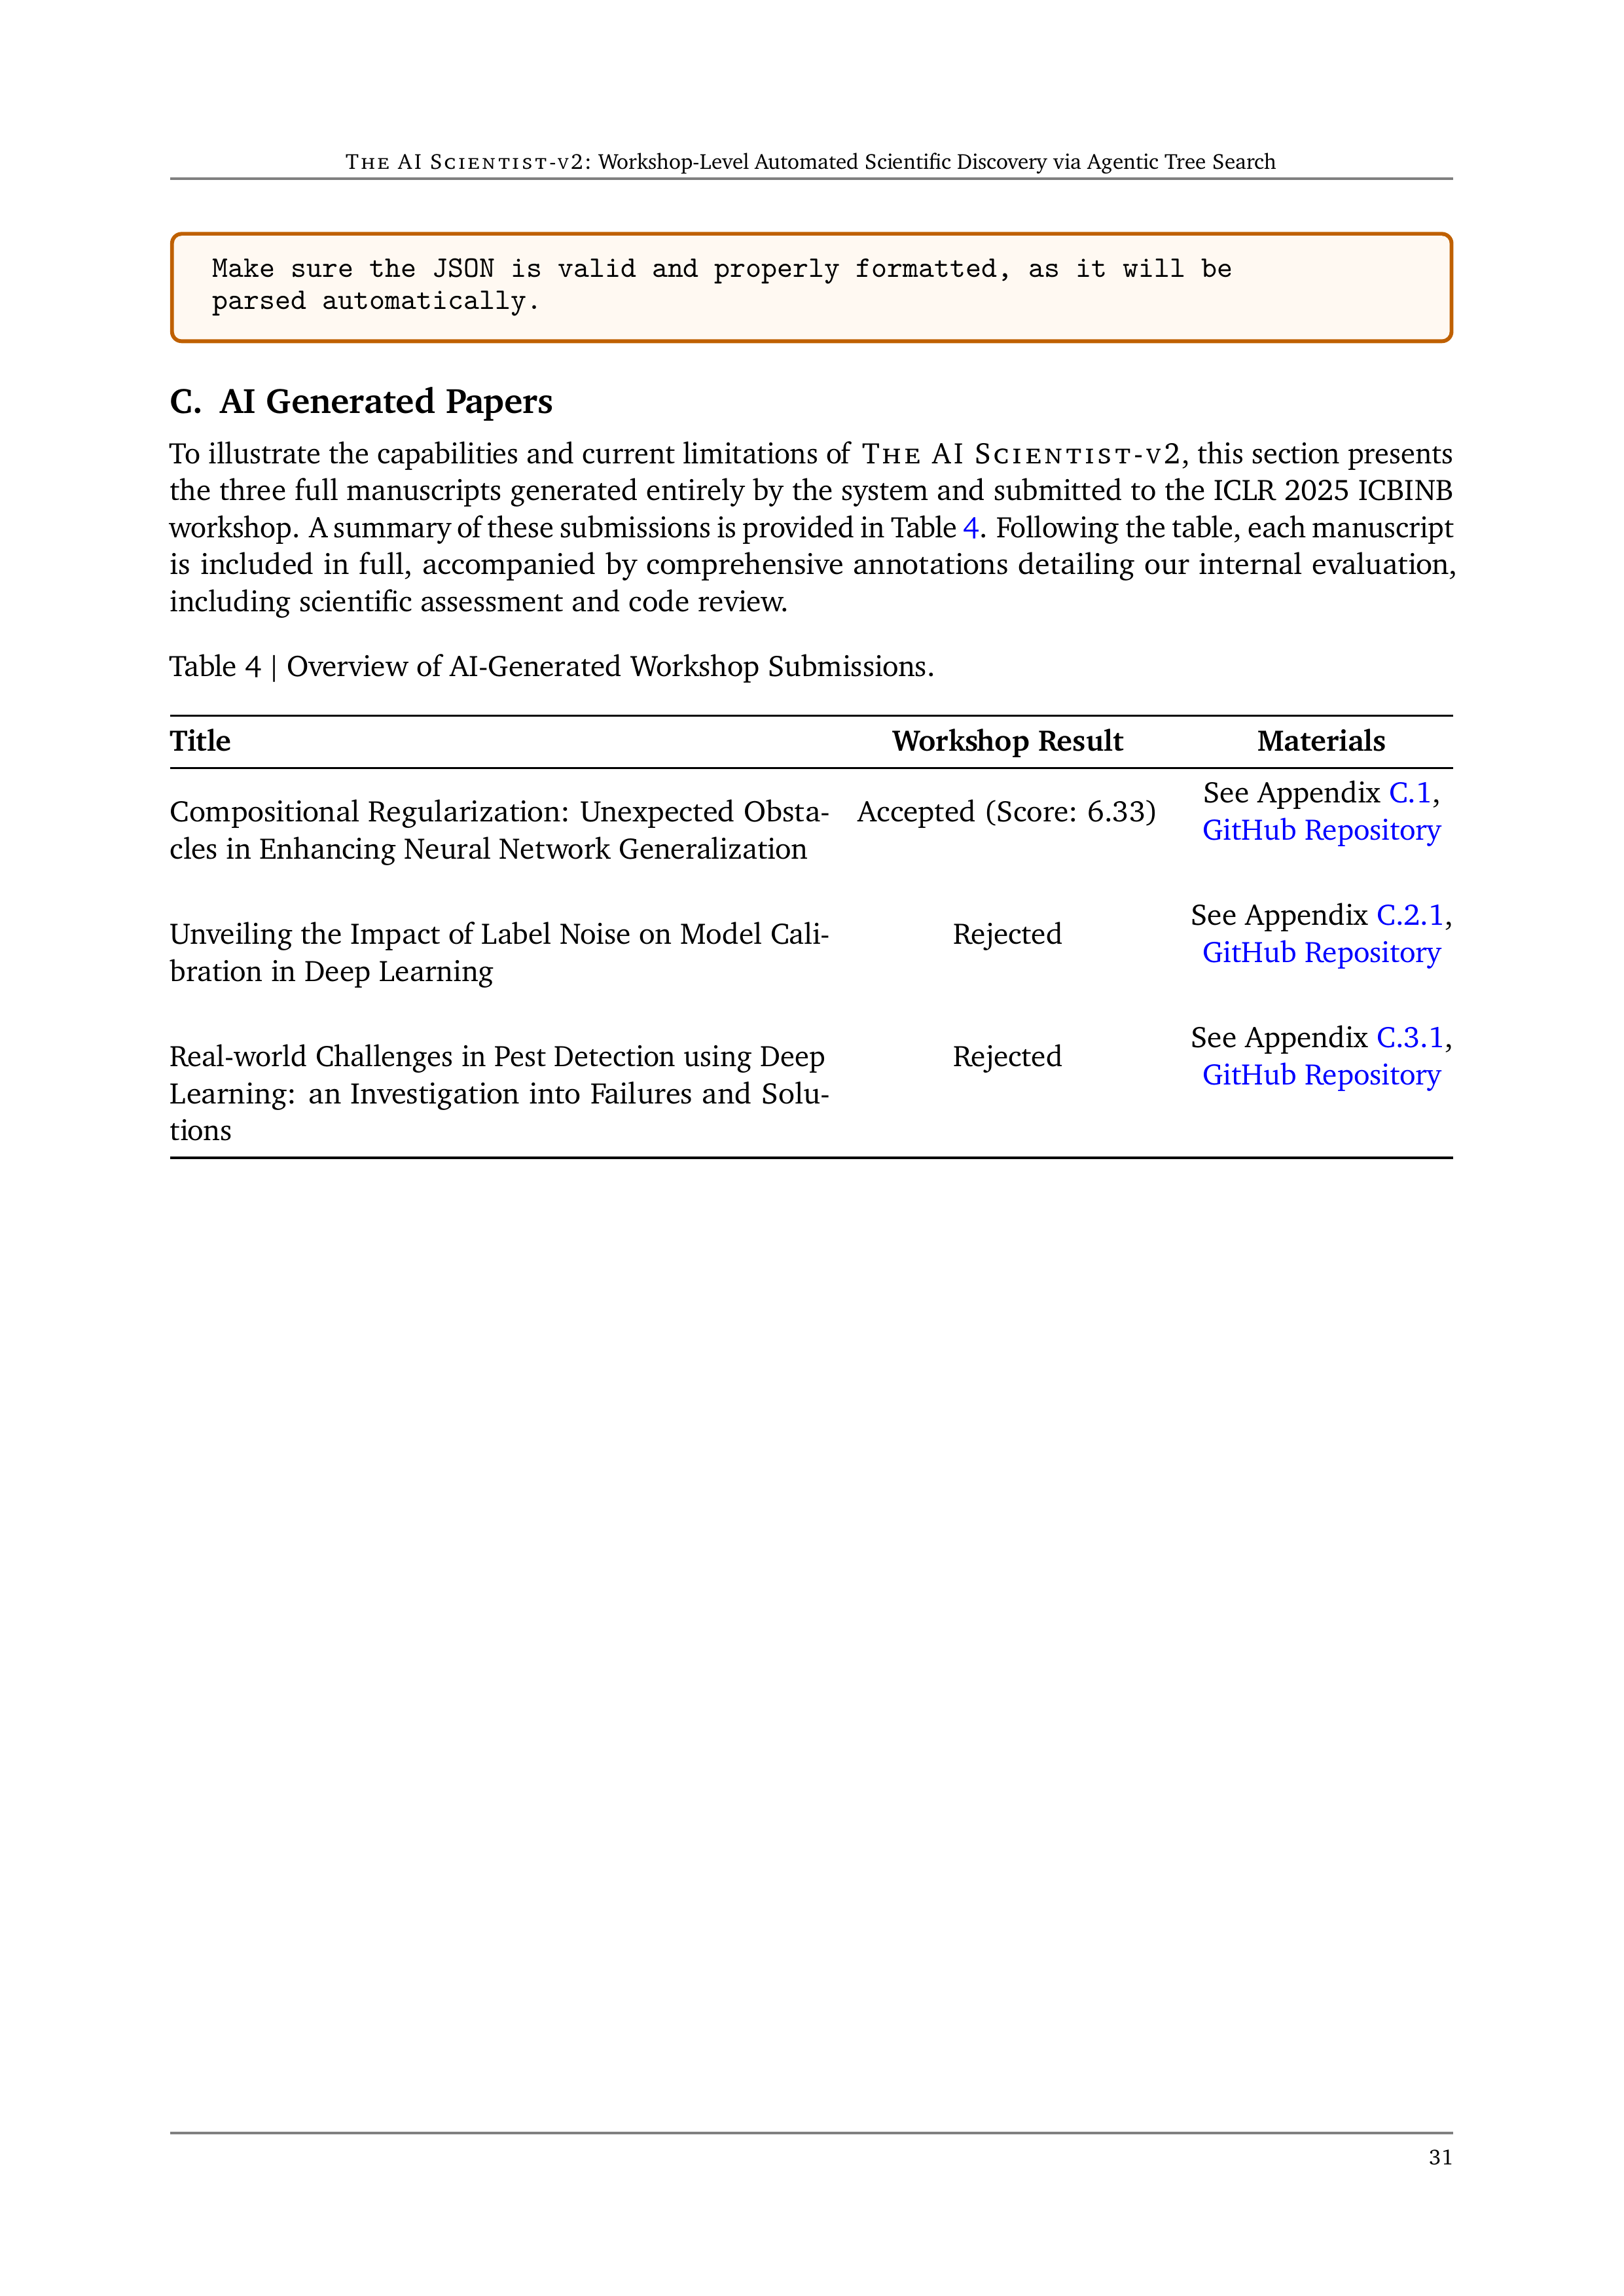 THE AI SCIENTIST-V2: Workshop-Level Automated Scientific Discovery via Agentic Tree Search
Make sure the JSON is valid and properly formatted, as it will be
parsed automatically.
C. AI Generated Papers
To illustrate the capabilities and current limitations of THE AI SCIENTIST-V2, this section presents
the three full manuscripts generated entirely by the system and submitted to the ICLR 2025 ICBINB
workshop. A summary of these submissions is provided in Table 4. Following the table, each manuscript
is included in full, accompanied by comprehensive annotations detailing our internal evaluation,
including scientific assessment and code review.
Table 4 | Overview of AI-Generated Workshop Submissions.
Title Workshop Result Materials
Compositional Regularization: Unexpected Obsta-
cles in Enhancing Neural Network Generalization
Accepted (Score: 6.33)
See Appendix C.1,
GitHub Repository
Unveiling the Impact of Label Noise on Model Cali-
bration in Deep Learning
Rejected
See Appendix C.2.1,
GitHub Repository
Real-world Challenges in Pest Detection using Deep
Learning: an Investigation into Failures and Solu-
tions
Rejected
See Appendix C.3.1,
GitHub Repository
31